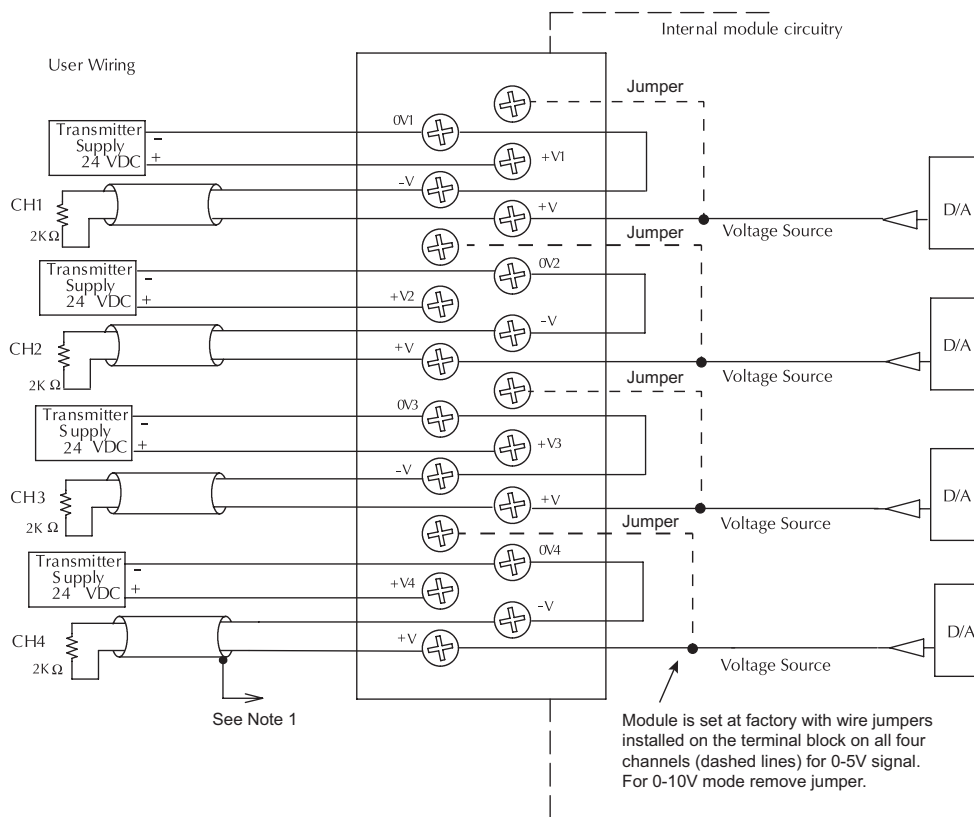 Internal module circuitry
User Wiring
Jumper
0V1
Transmitter
Supply
24 VDC
-
+
+V1
-V
CH1
2K Ω
+V
Voltage Source
D/A
Jumper
0V2
Transmitter
Supply
24 VDC
-
+
+V2
-V
CH2
2K Ω
+V
Voltage Source
D/A
Jumper
0V3
Transmitter
Supply
24 VDC
-
+
+V3
-V
CH3
2K Ω
+V
Voltage Source
D/A
Jumper
0V4
Transmitter
Supply
24 VDC
-
+
+V4
-V
CH4
2K Ω
+V
Voltage Source
D/A
See Note 1
Module is set at factory with wire jumpers
installed on the terminal block on all four
channels (dashed lines) for 0-5V signal.
For 0-10V mode remove jumper.